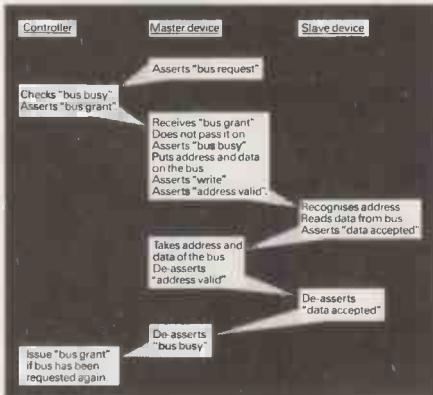 Controller Master device Slave device
Asserts "bus request"
Checks "bus busy"
Asserts "bus grant"
Receives "bus grant"
Does not pass it on
Asserts "bus busy"
Puts address and data
on the bus
Asserts "write"
Asserts "address valid".
Recognises address
Reads data from bus
Asserts "data accepted"
Takes address and
data of the bus
De-asserts
"address valid"
De-asserts
"data accepted"
De-asserts
"bus busy"
Issue "bus grant"
if bus has been
requested again